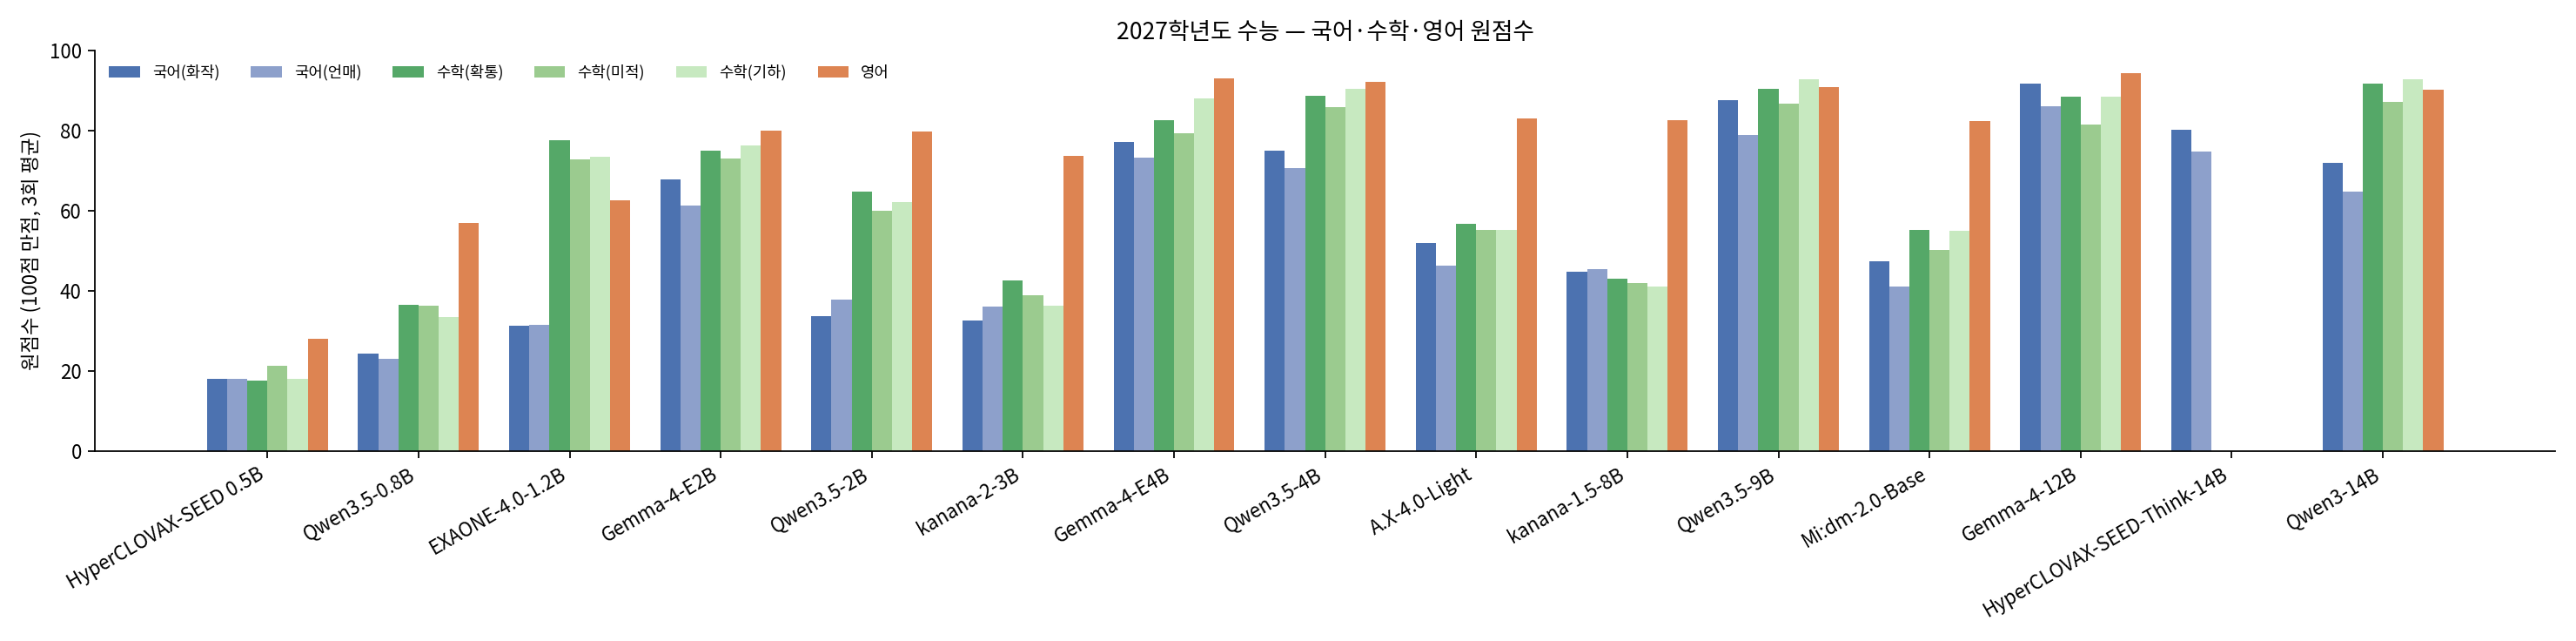 2027학년도 수능 — 국어·수학·영어 원점수
국어(화작) 국어(언매) 수학(확통) 수학(미적) 수학(기하) 영어
원점수 (100점 만점, 3회 평균)
100
80
60
40
20
0
HyperCLOVAX-SEED 0.5B
Qwen3.5-0.8B
EXAONE-4.0-1.2B
Gemma-4-E2B
Qwen3.5-2B
kanana-2-3B
Gemma-4-E4B
Qwen3.5-4B
A.X-4.0-Light
kanana-1.5-8B
Qwen3.5-9B
Mi:dm-2.0-Base
Gemma-4-12B
HyperCLOVAX-SEED-Think-14B
Qwen3-14B